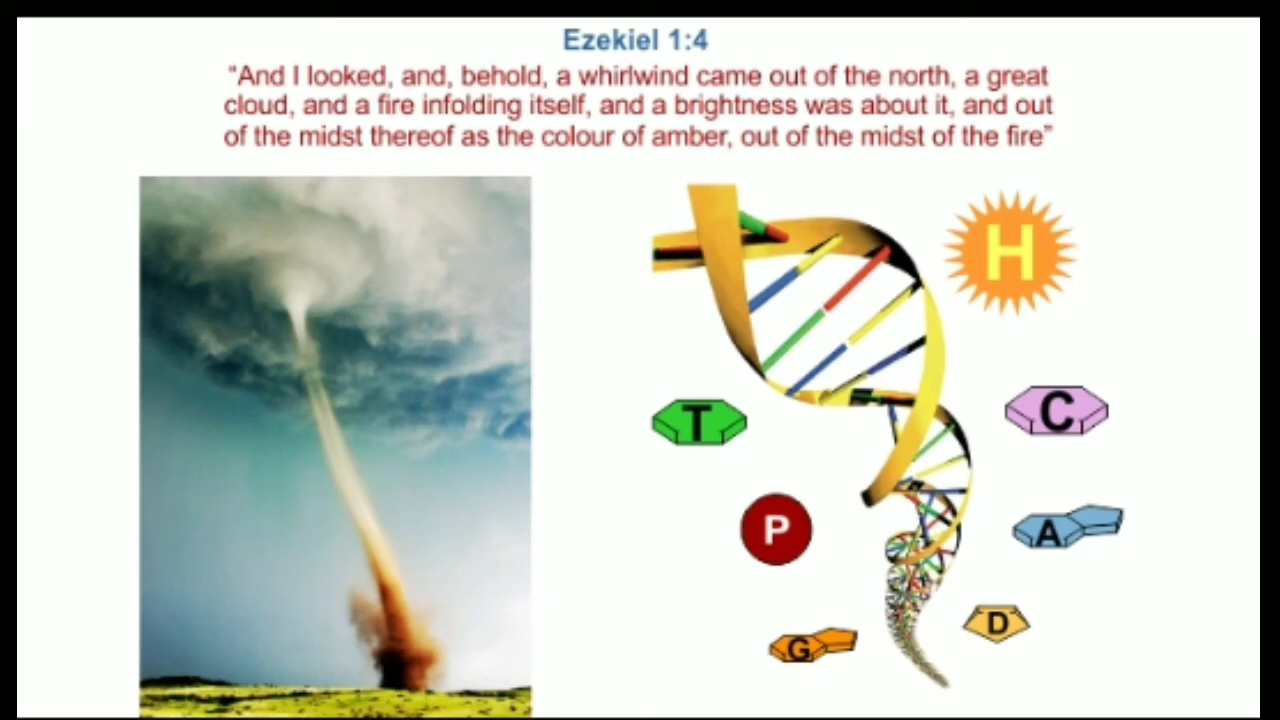 Ezekiel 1:4
“And I looked, and, behold, a whirlwind came out of the north, a great
cloud, and a fire infolding itself, and a brightness was about it, and out
of the midst thereof as the colour of amber, out of the midst of the fire”
H
T
C
P
A
G
D